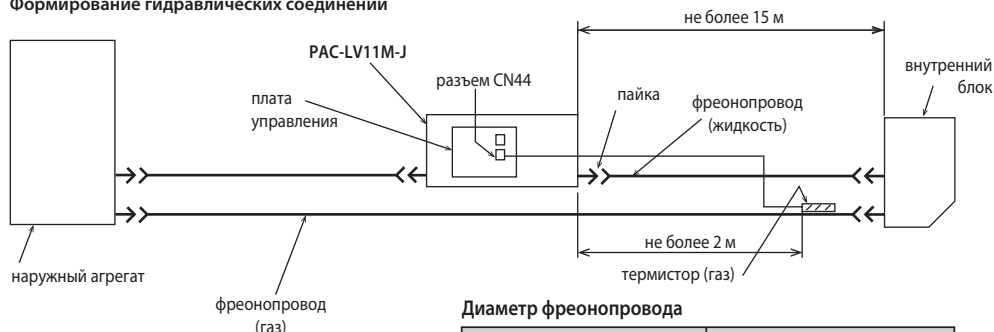 Формирование гидравлических соединений
не более 15 м
PAC-LV11M-J
разъем CN44
внутренний
блок
плата
управления
пайка
фреонопровод
(жидкость)
не более 2 м
наружный агрегат
термистор (газ)
фреонопровод
(газ)
Диаметр фреонопровода